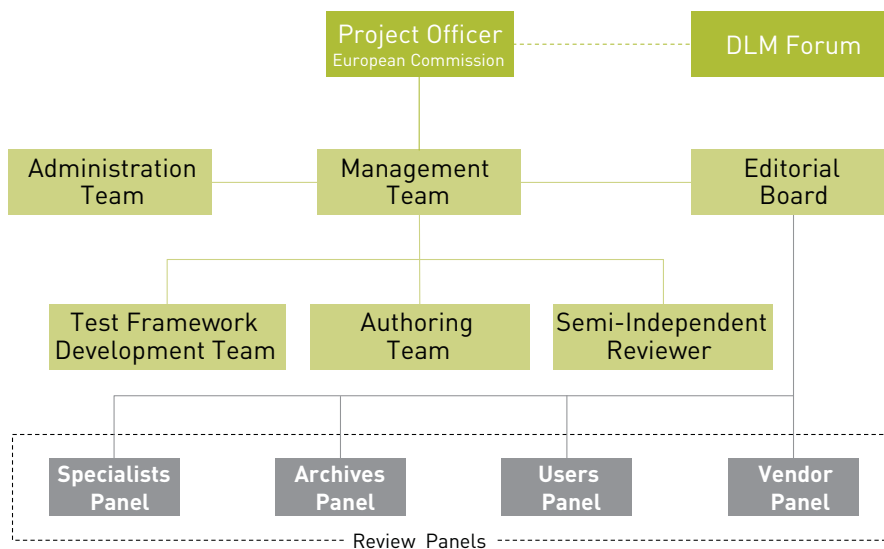 Project Officer
European Commission
DLM Forum
Administration
Team
Management
Team
Editorial
Board
Test Framework
Development Team
Authoring
Team
Semi-Independent
Reviewer
Specialists
Panel
Archives
Panel
Users
Panel
Vendor
Panel
Review Panels